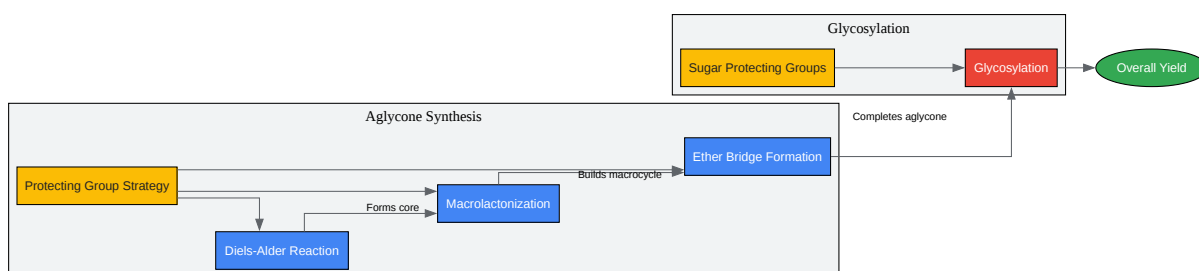 Glycosylation
Sugar Protecting Groups
Glycosylation
Overall Yield
Completes aglycone
Aglycone Synthesis
Ether Bridge Formation
Builds macrocycle
Protecting Group Strategy
Macrolactonization
Forms core
Diels-Alder Reaction